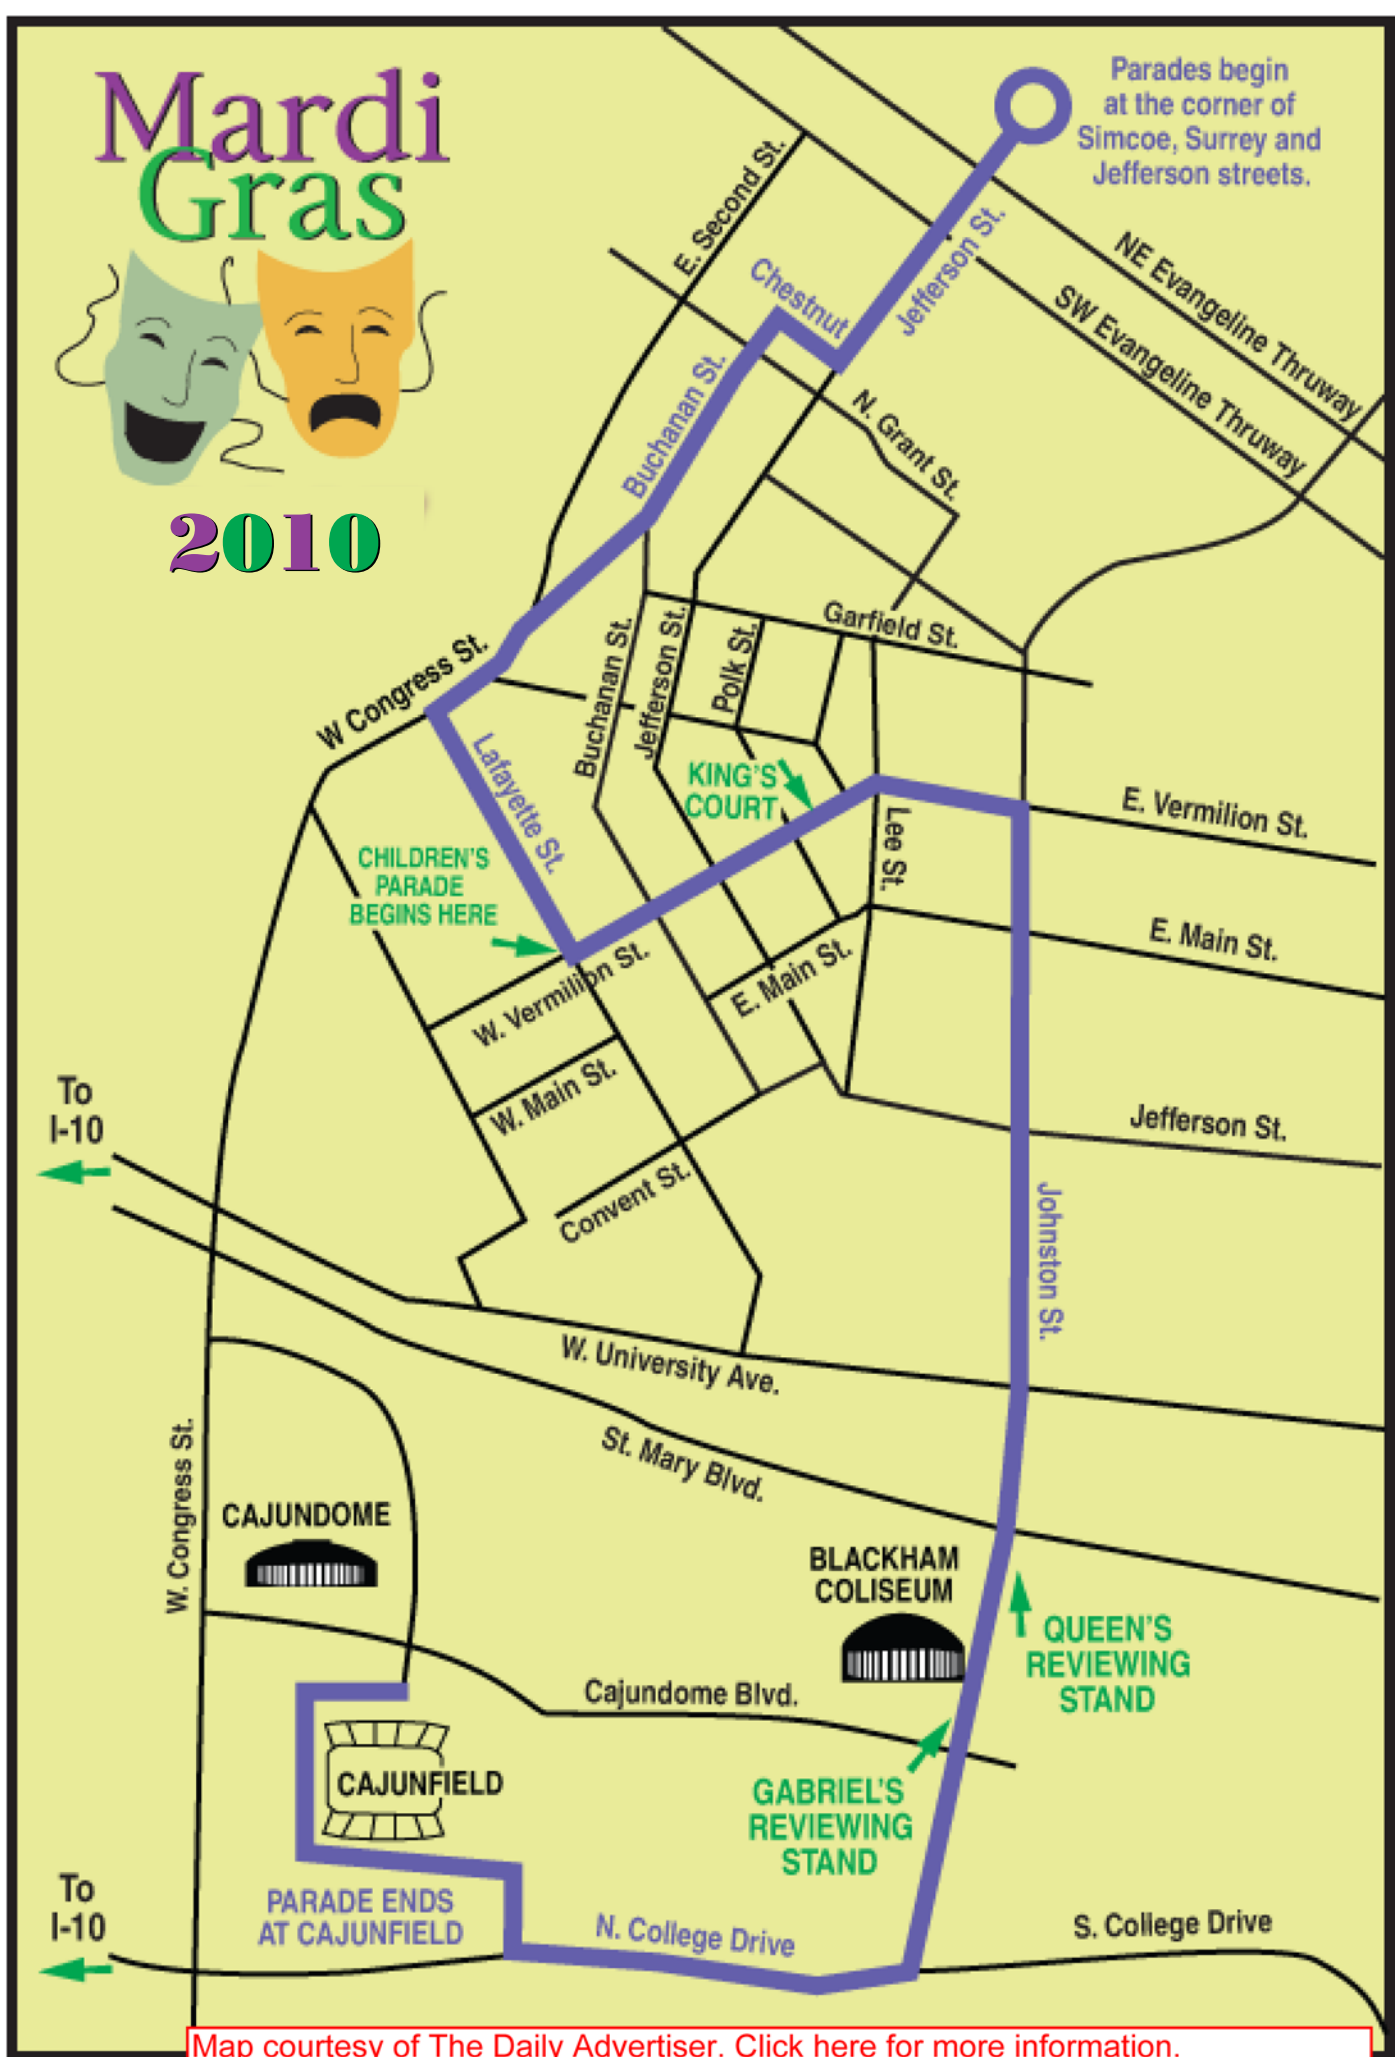 Mardi
Gras
2010
Parades begin
at the corner of
Simcoe, Surrey and
Jefferson streets.
E. Second St.
Chestnut
Jefferson St.
NE Evangeline Thruway
SW Evangeline Thruway
Buchanan St.
N. Grant St.
Garfield St.
W Congress St.
Buchanan St.
Jefferson St.
Polk St.
Lafayette St.
KING'S
COURT
Lee St.
E. Vermilion St.
CHILDREN'S
PARADE
BEGINS HERE
W. Vermilion St.
E. Main St.
E. Main St.
W. Main St.
To
I-10
Jefferson St.
Convent St.
Johnston St.
W. University Ave.
St. Mary Blvd.
W. Congress St.
CAJUNDOME
BLACKHAM
COLISEUM
QUEEN'S
REVIEWING
STAND
Cajundome Blvd.
CAJUNFIELD
GABRIEL'S
REVIEWING
STAND
To
I-10
PARADE ENDS
AT CAJUNFIELD
N. College Drive
S. College Drive
Map courtesy of The Daily Advertiser. Click here for more information.